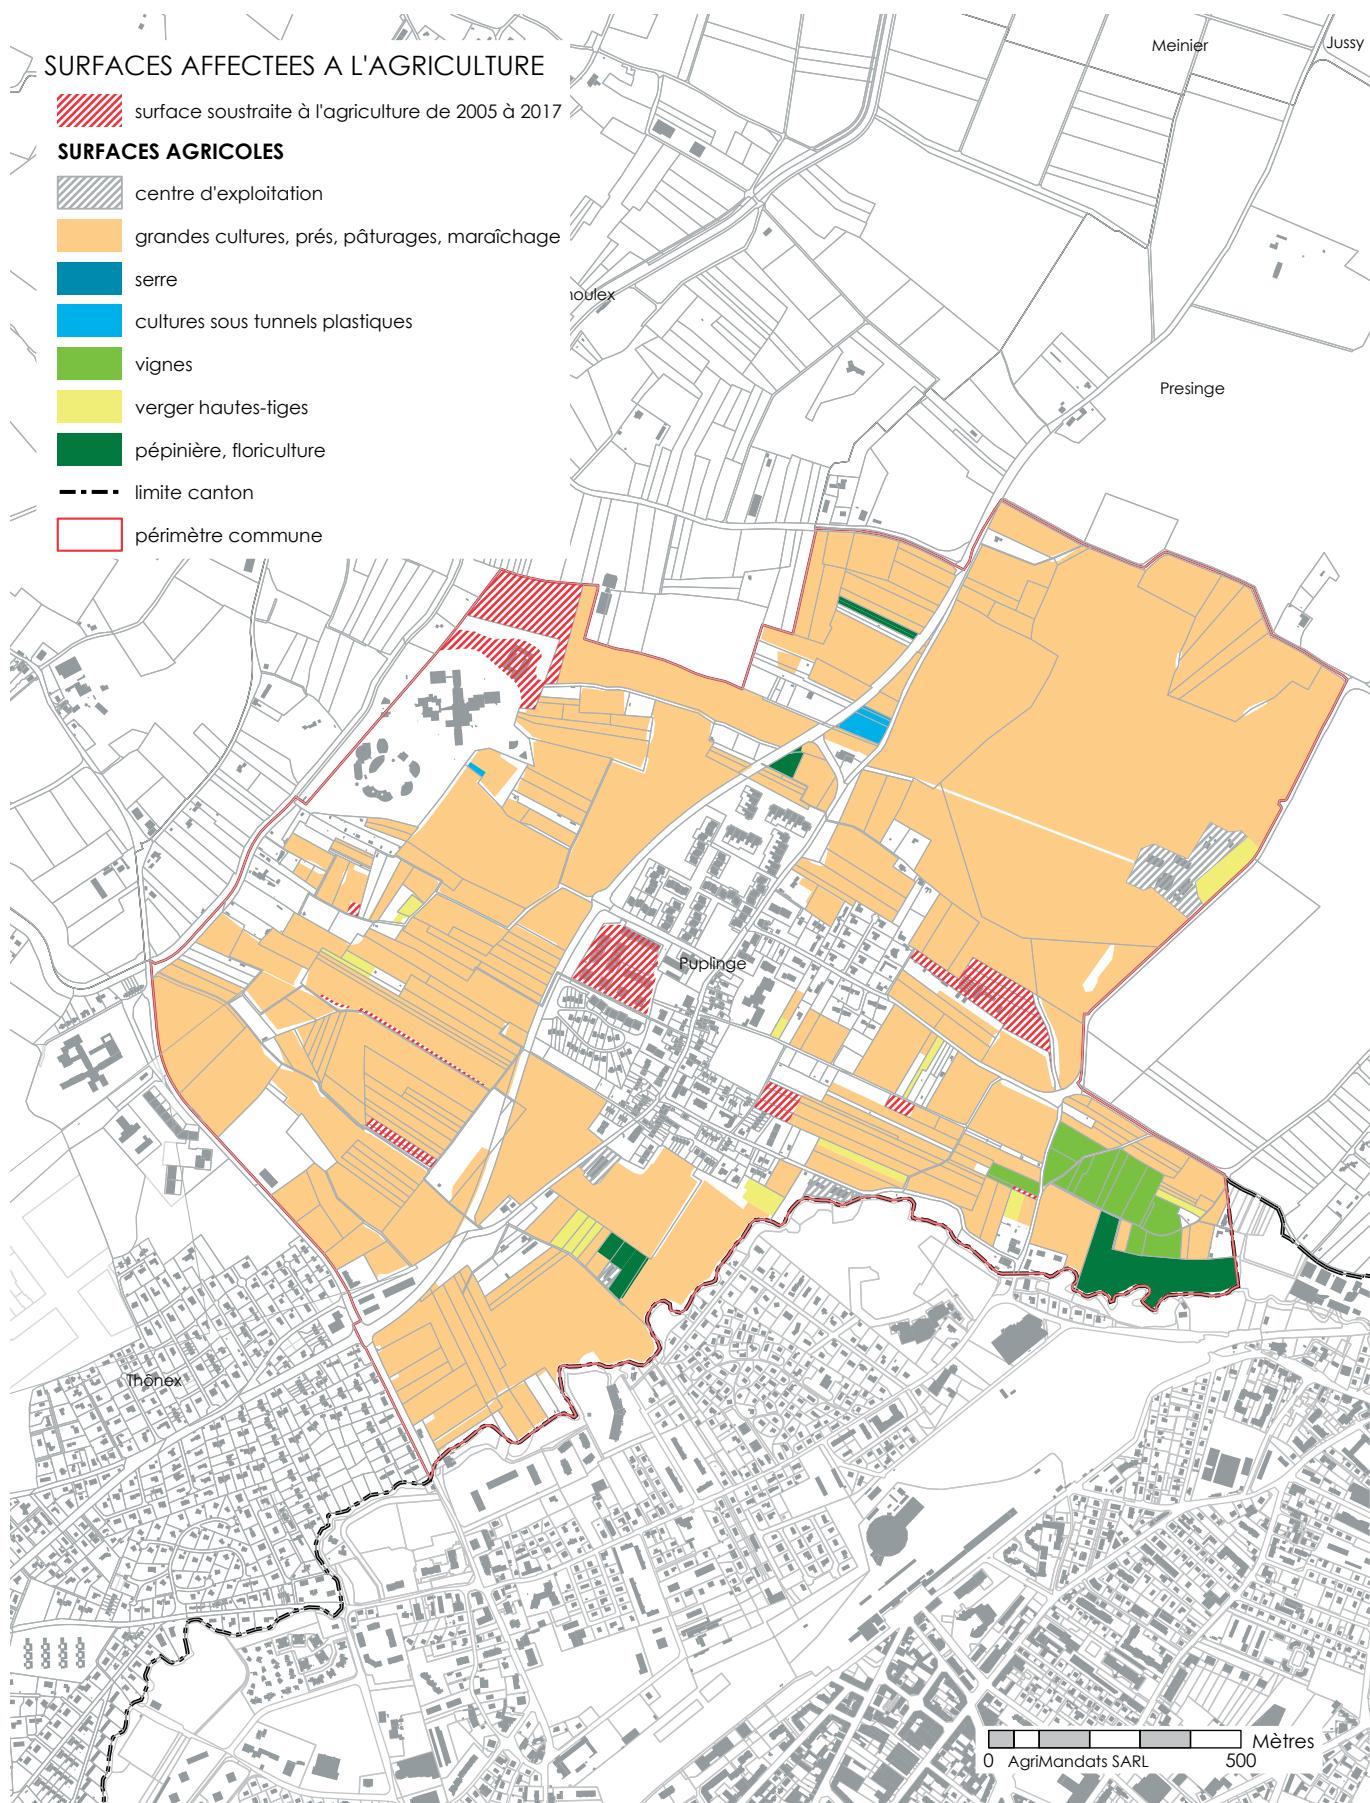 SURFACES AFFECTEES A L'AGRICULTURE
surface soustraite à l'agriculture de 2005 à 2017
SURFACES AGRICOLES
centre d'exploitation
grandes cultures, prés, pâturages, maraîchage
serre
cultures sous tunnels plastiques
vignes
verger hautes-tiges
pépinière, floriculture
limite canton
périmètre commune
Meinier
Jussy
noulex
Presinge
Puplinge
Thônex
Mètres
0 AgriMandats SARL 500